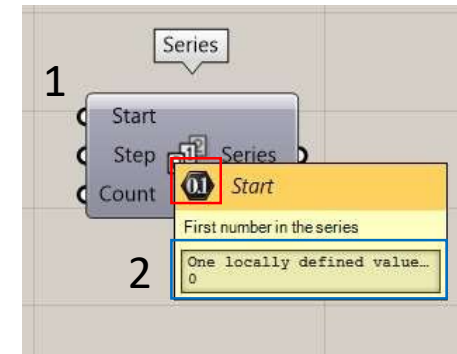 Series
1
Start
Step
Series
Count
0.1
Start
First number in the series
2
One locally defined value…
0